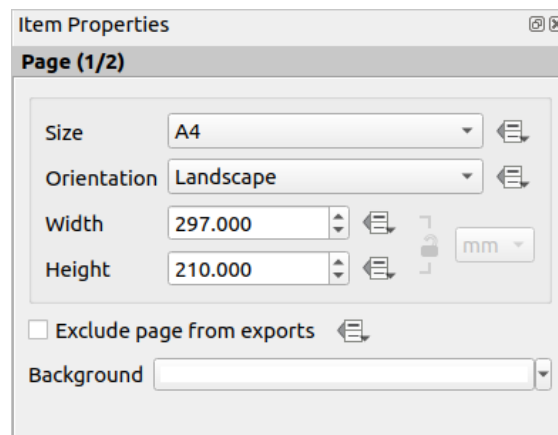 Item Properties
Page (1/2)
Size A4
Orientation Landscape
Width 297.000
mm
Height 210.000
Exclude page from exports
Background